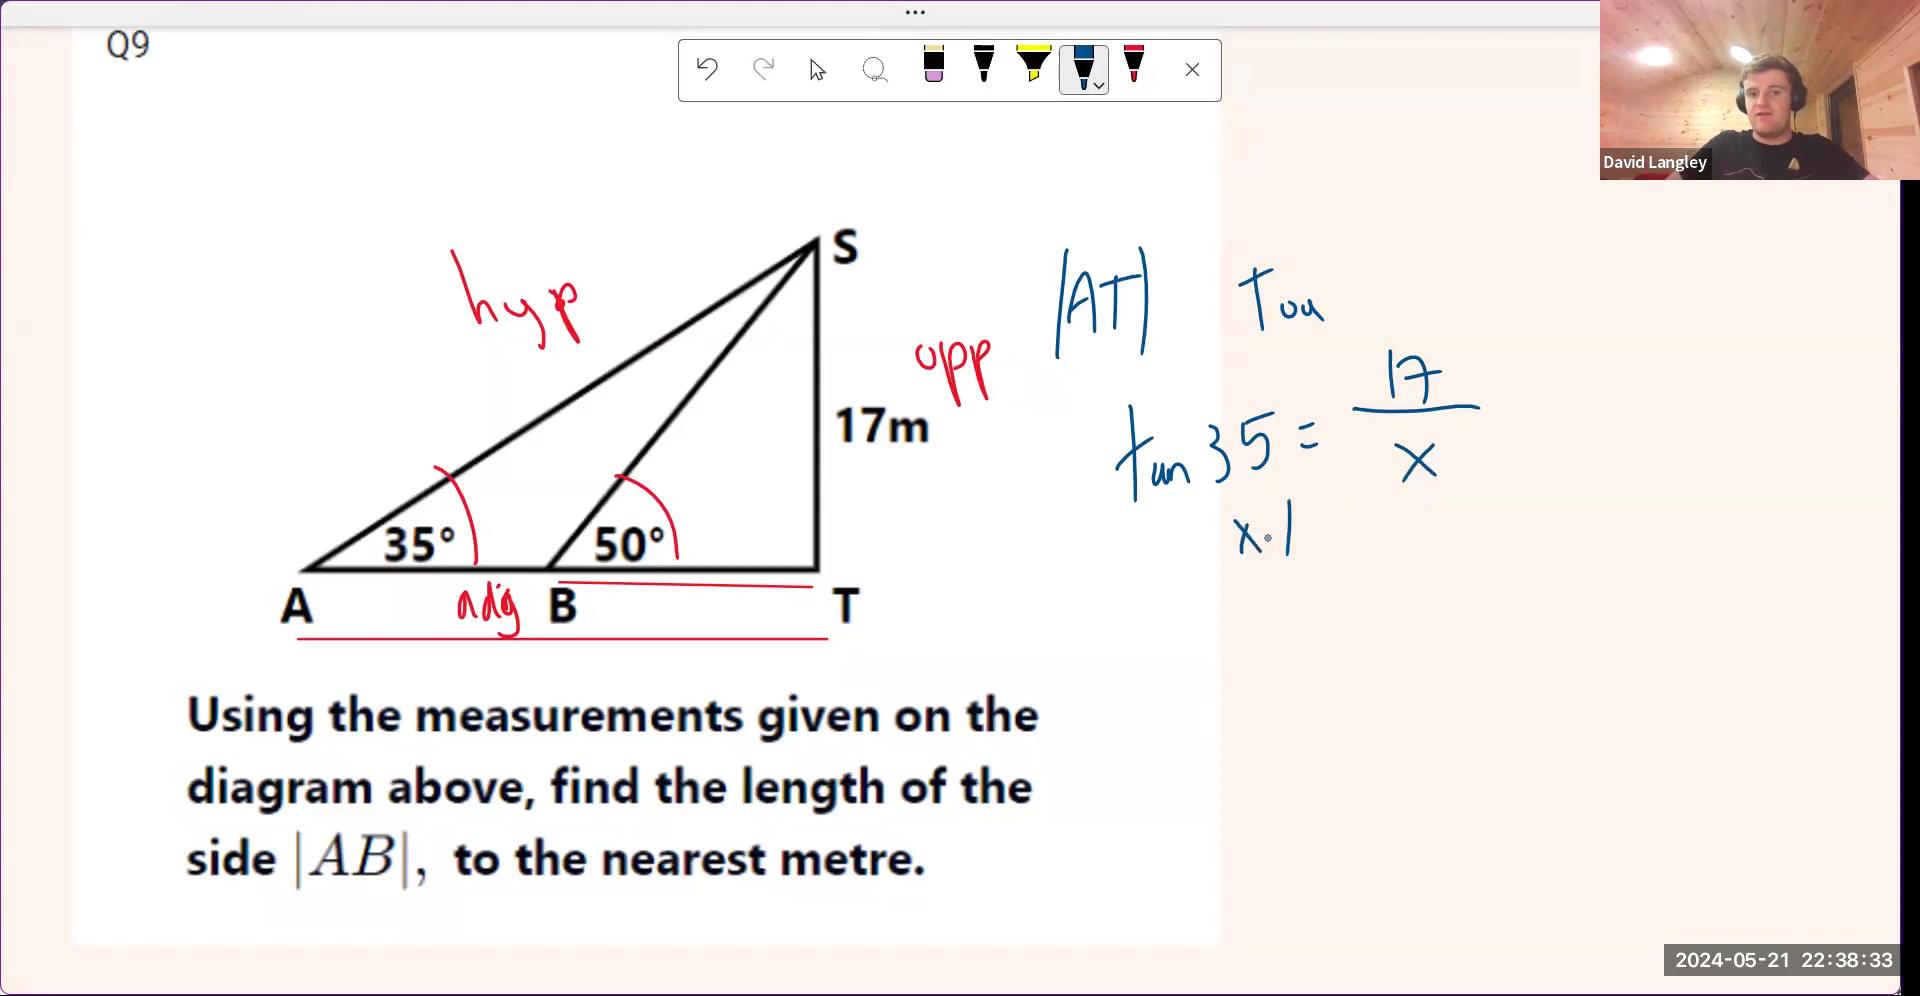 Q9
David Langley
S
hyp
|AT| Toa
opp
17
17m
tan 35 =
x
35° 50°
x.
A adj B T
Using the measurements given on the
diagram above, find the length of the
side |AB|, to the nearest metre.
2024-05-21 22:38:33